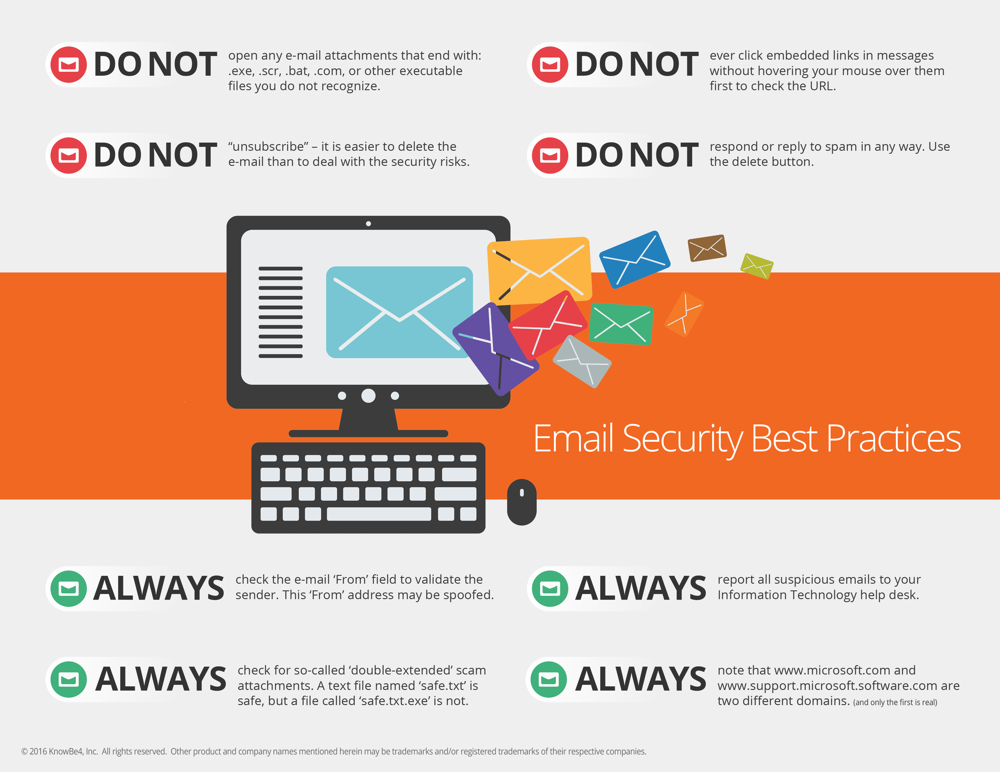 DO NOT
open any e-mail attachments that end with:
.exe, .scr, .bat, .com, or other executable
files you do not recognize.
DO NOT
ever click embedded links in messages
without hovering your mouse over them
first to check the URL.
DO NOT
“unsubscribe” – it is easier to delete the
e-mail than to deal with the security risks.
DO NOT
respond or reply to spam in any way. Use
the delete button.
Email Security Best Practices
ALWAYS
check the e-mail ‘From’ field to validate the
sender. This ‘From’ address may be spoofed.
ALWAYS
report all suspicious emails to your
Information Technology help desk.
ALWAYS
check for so-called ‘double-extended’ scam
attachments. A text file named ‘safe.txt’ is
safe, but a file called ‘safe.txt.exe’ is not.
ALWAYS
note that www.microsoft.com and
www.support.microsoft.software.com are
two different domains. (and only the first is real)
© 2016 KnowBe4, Inc.  All rights reserved.  Other product and company names mentioned herein may be trademarks and/or registered trademarks of their respective companies.